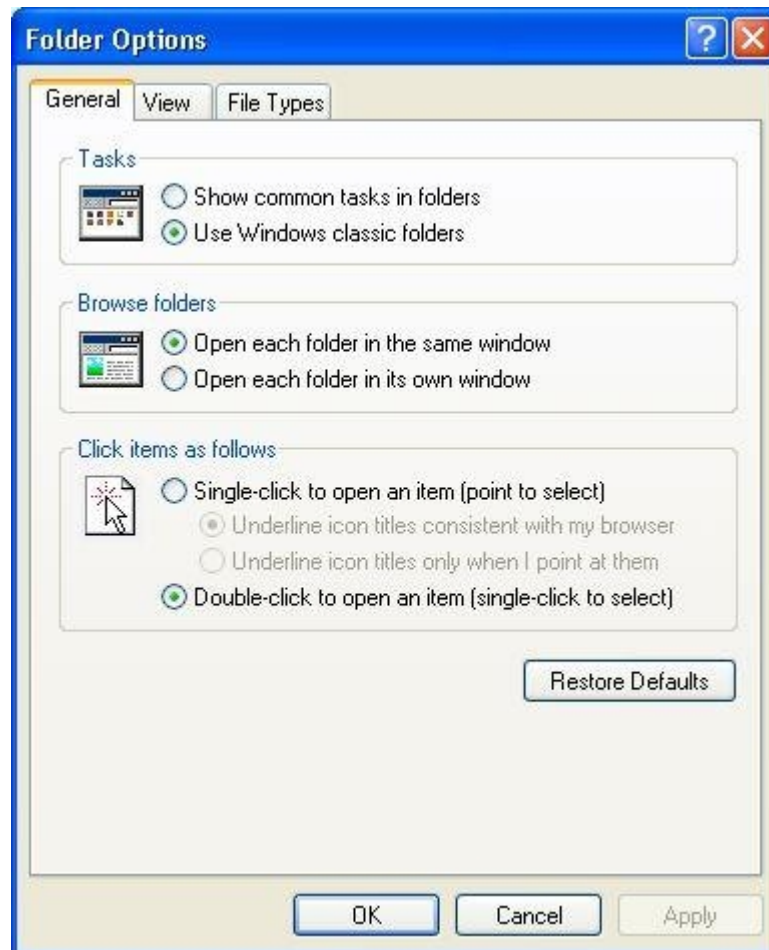 Folder Options
General View File Types
Tasks
Show common tasks in folders
Use Windows classic folders
Browse folders
Open each folder in the same window
Open each folder in its own window
Click items as follows
Single-click to open an item (point to select)
Underline icon titles consistent with my browser
Underline icon titles only when I point at them
Double-click to open an item (single-click to select)
Restore Defaults
OK Cancel Apply